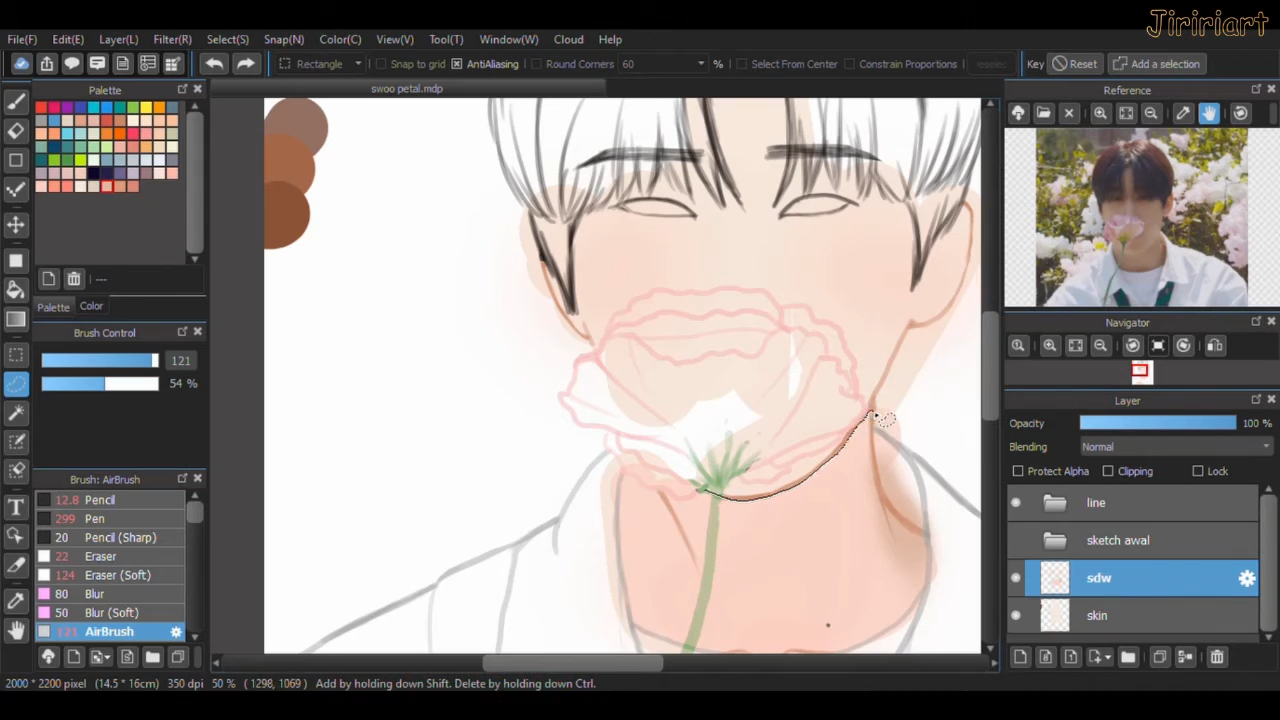 Jiririart
File(F) Edit(E) Layer(L) Filter(R) Select(S) Snap(N) Color(C) View(V) Tool(T) Window(W) Cloud Help
Rectangle Snap to grid AntiAliasing Round Corners 60 % Select From Center Constrain Proportions Key Reset Add a selection
Palette
swoo petal.mdp
Reference
---
Palette Color
Brush Control
121
54 %
Navigator
Layer
Opacity 100 %
Blending Normal
Protect Alpha Clipping Lock
Brush: AirBrush
12.8 Pencil
299 Pen
20 Pencil (Sharp)
22 Eraser
124 Eraser (Soft)
80 Blur
50 Blur (Soft)
121 AirBrush
line
sketch awal
sdw
skin
2000 * 2200 pixel (14.5 * 16cm) 350 dpi 50 % ( 1298, 1069 ) Add by holding down Shift. Delete by holding down Ctrl.